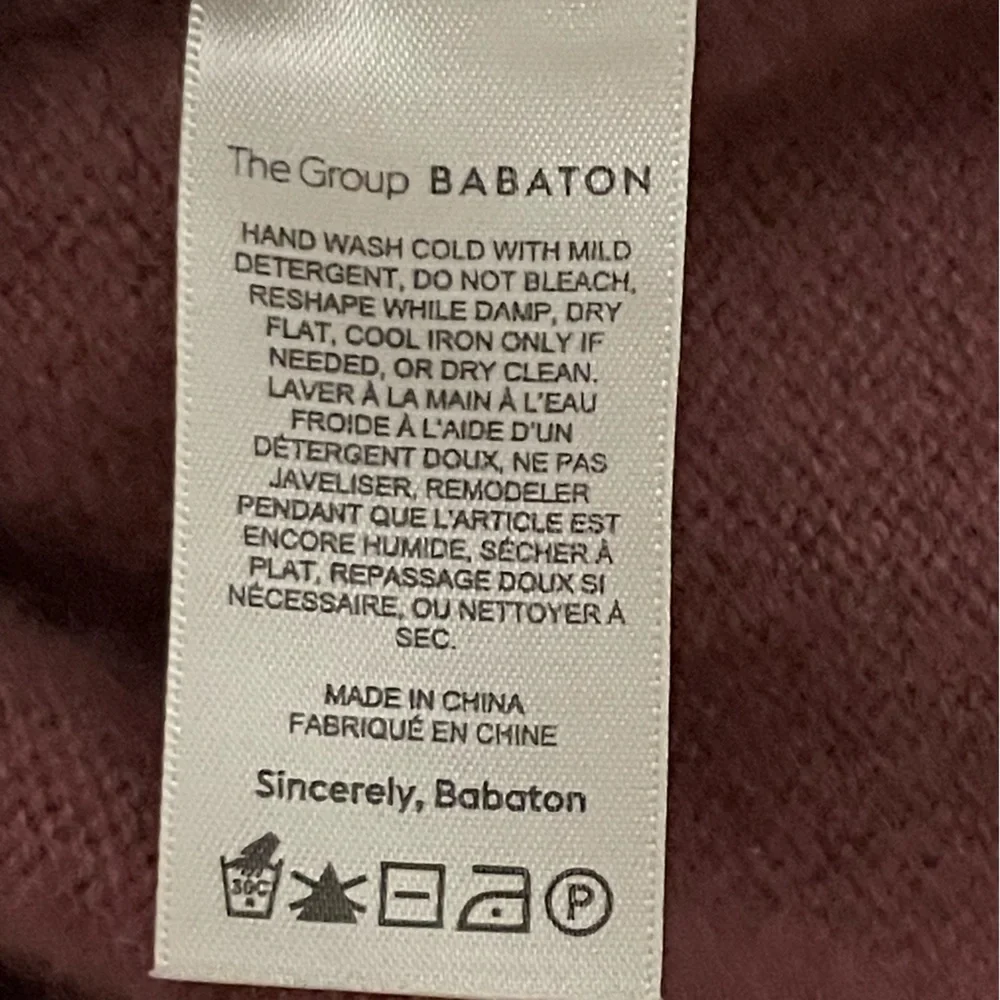 The Group BABATON
HAND WASH COLD WITH MILD
DETERGENT, DO NOT BLEACH,
RESHAPE WHILE DAMP, DRY
FLAT, COOL IRON ONLY IF
NEEDED, OR DRY CLEAN.
LAVER À LA MAIN À L'EAU
FROIDE À L'AIDE D'UN
DÉTERGENT DOUX, NE PAS
JAVELISER, REMODELER
PENDANT QUE L'ARTICLE EST
ENCORE HUMIDE, SÉCHER À
PLAT, REPASSAGE DOUX SI
NÉCESSAIRE, OU NETTOYER À
SEC.
MADE IN CHINA
FABRIQUÉ EN CHINE
Sincerely, Babaton
30C P